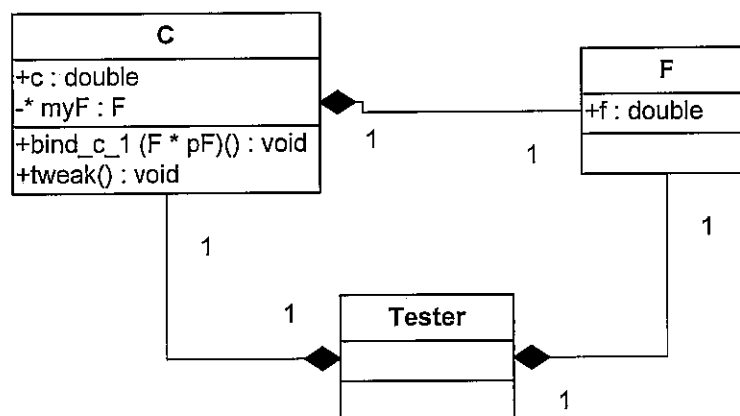 C
+c : double
-* myF : F
+bind_c_1 (F * pF)() : void
+tweak() : void
F
+f : double
1
1
1
1
1
Tester
1